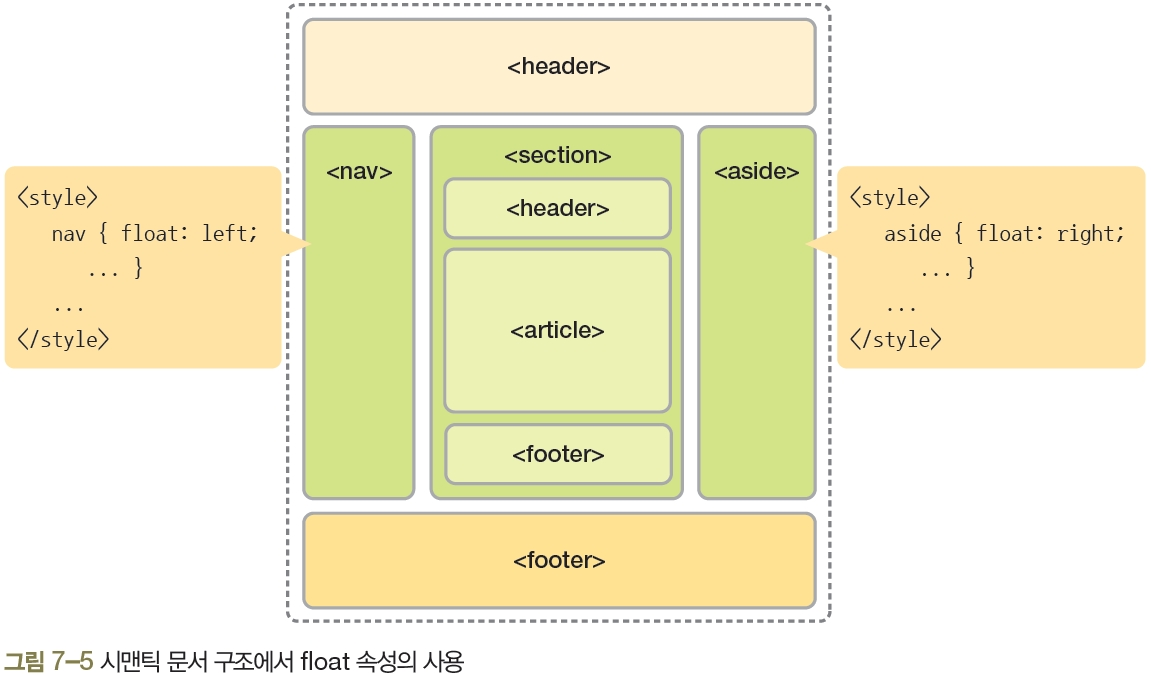 <header>
<nav>
<section>
<aside>
<header>
<article>
<footer>
<footer>
〈style〉
nav { float: left;
... }
...
〈/style〉
〈style〉
aside { float: right;
... }
...
〈/style〉
그림 7-5 시맨틱 문서 구조에서 float 속성의 사용